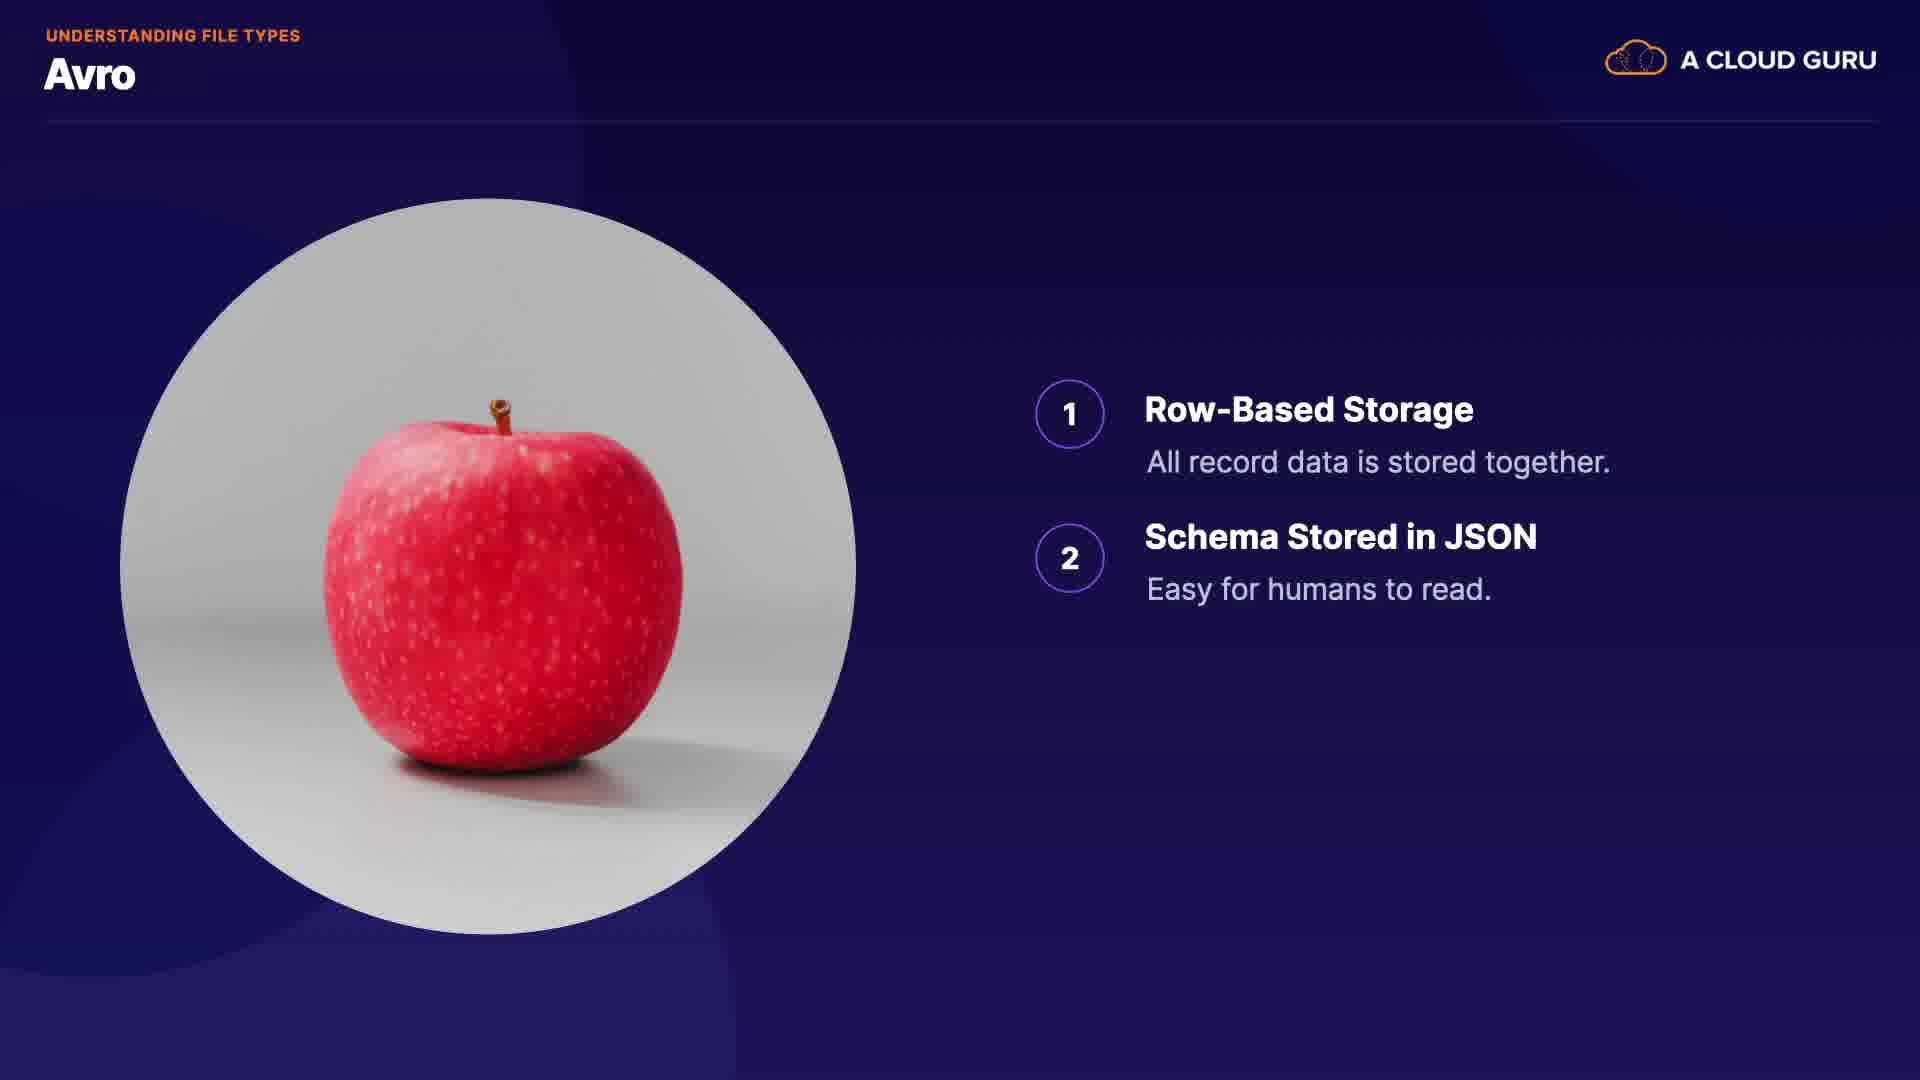 UNDERSTANDING FILE TYPES
Avro
A CLOUD GURU
1
Row-Based Storage
All record data is stored together.
2
Schema Stored in JSON
Easy for humans to read.